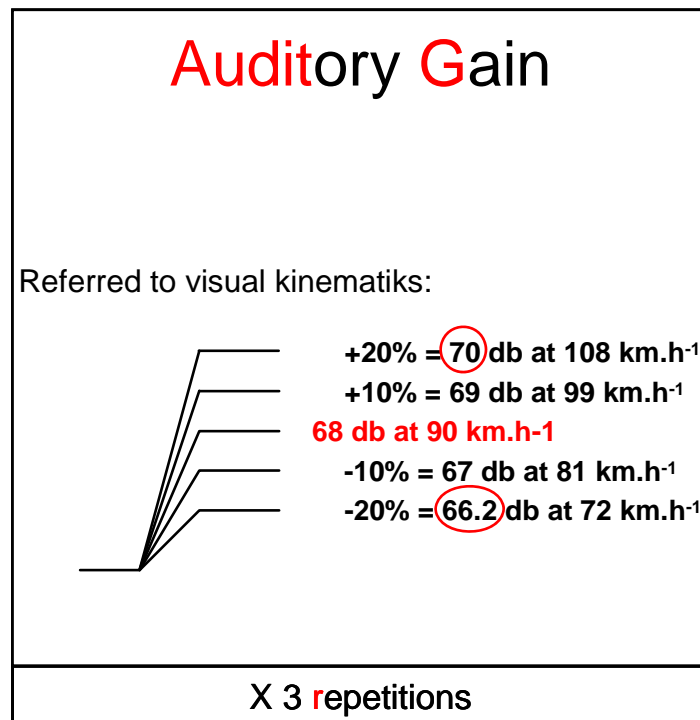 Auditory Gain
Referred to visual kinematiks:
+20% = 70 db at 108 km.h-1
+10% = 69 db at 99 km.h-1
68 db at 90 km.h-1
-10% = 67 db at 81 km.h-1
-20% = 66.2 db at 72 km.h-1
X 3 repetitions